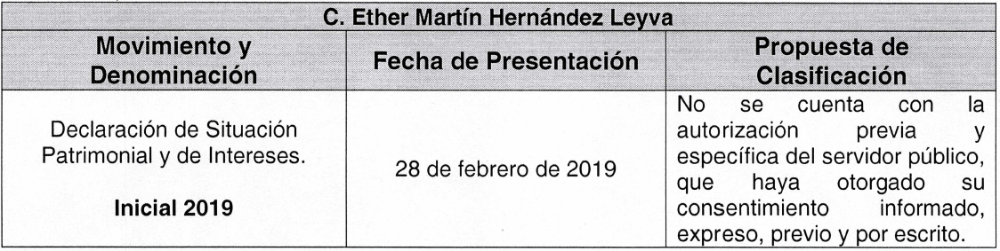 C. Ether Martín Hernández Leyva
Movimiento y
Denominación
Fecha de Presentación
Propuesta de
Clasificación
Declaración de Situación
Patrimonial y de Intereses.
Inicial 2019
28 de febrero de 2019
No se cuenta con la
autorización previa y
específica del servidor público,
que haya otorgado su
consentimiento informado,
expreso, previo y por escrito.